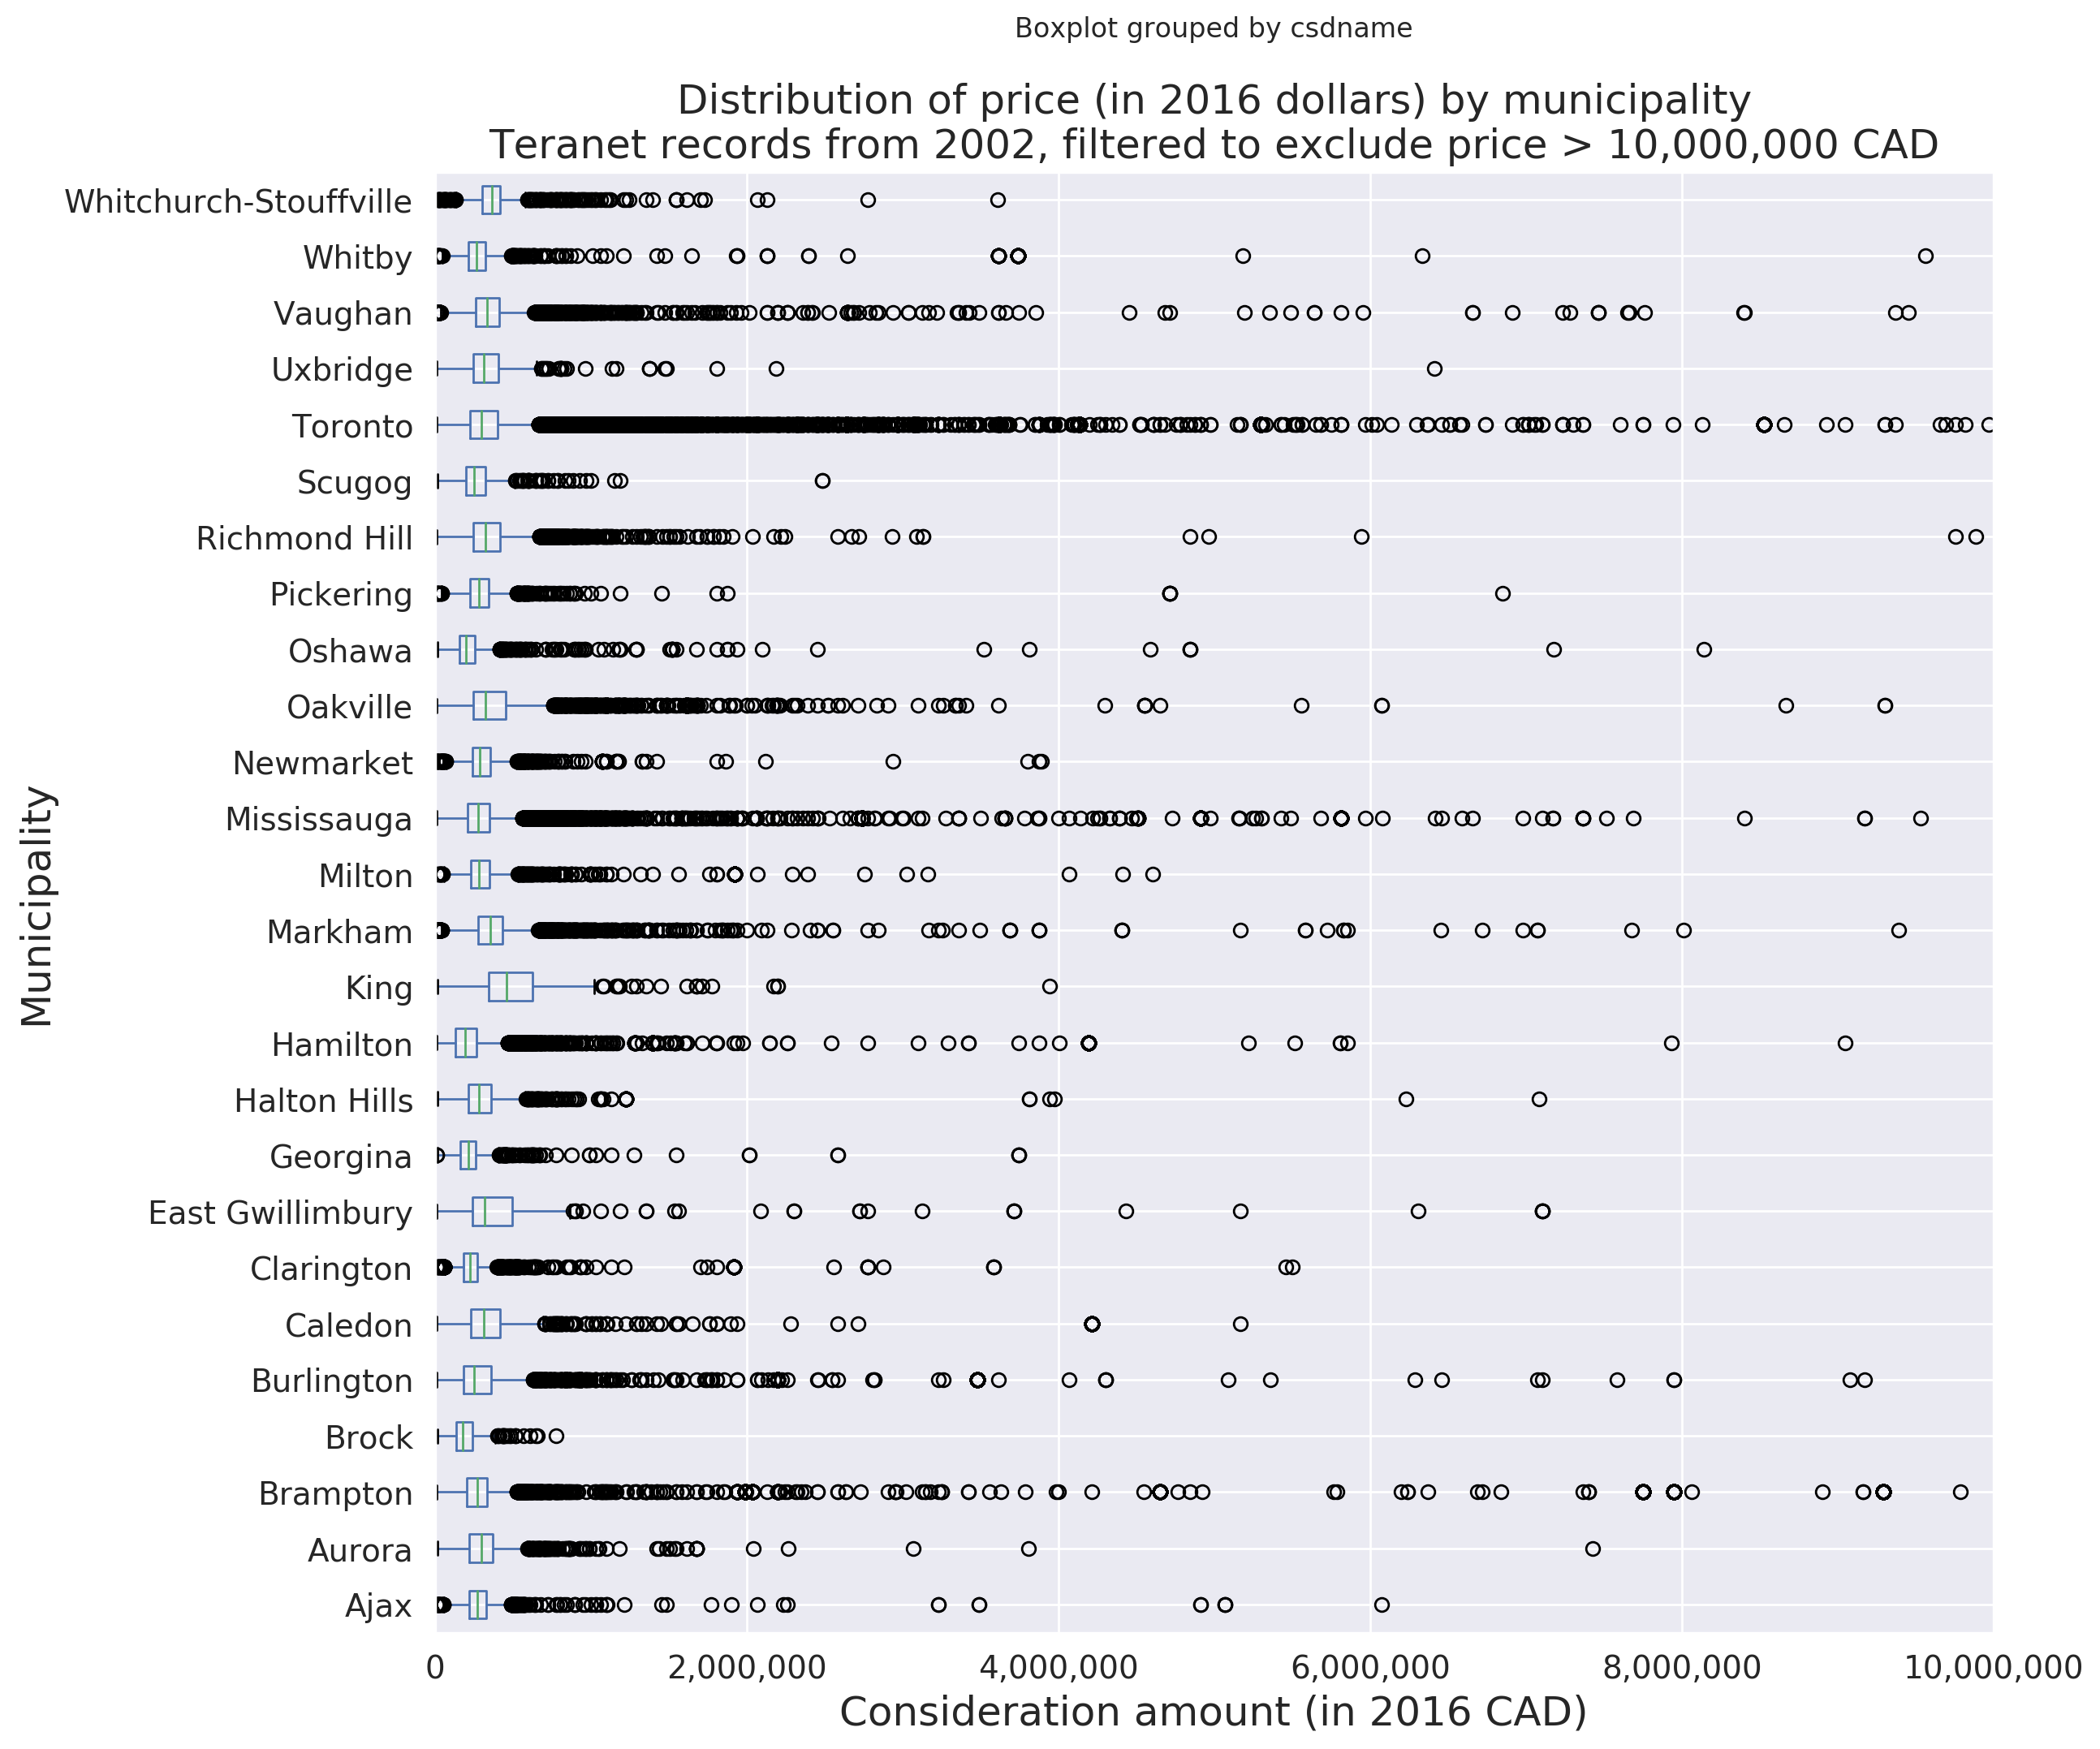 Boxplot grouped by csdname
Distribution of price (in 2016 dollars) by municipality
Teranet records from 2002, filtered to exclude price > 10,000,000 CAD
Whitchurch-Stouffville
Whitby
Vaughan
Uxbridge
Toronto
Scugog
Richmond Hill
Pickering
Oshawa
Oakville
Newmarket
Mississauga
Milton
Markham
King
Hamilton
Halton Hills
Georgina
East Gwillimbury
Clarington
Caledon
Burlington
Brock
Brampton
Aurora
Ajax
Municipality
0 2,000,000 4,000,000 6,000,000 8,000,000 10,000,000
Consideration amount (in 2016 CAD)